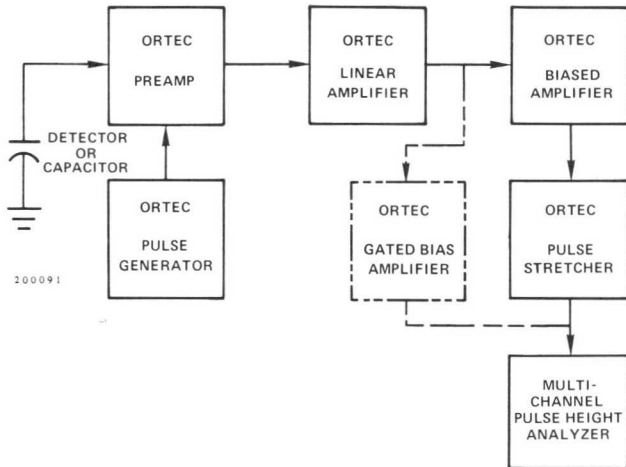 ORTEC
PREAMP
ORTEC
LINEAR
AMPLIFIER
ORTEC
BIASED
AMPLIFIER
DETECTOR
OR
CAPACITOR
ORTEC
PULSE
GENERATOR
ORTEC
GATED BIAS
AMPLIFIER
ORTEC
PULSE
STRETCHER
200091
MULTI-
CHANNEL
PULSE HEIGHT
ANALYZER